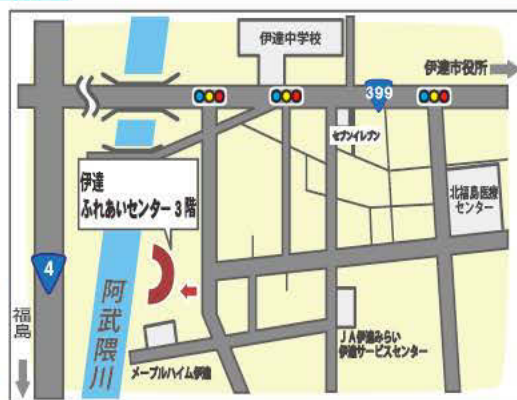 伊達中学校
伊達市役所
399
セブンイレブン
伊達
ふれあいセンター3階
北福島医療
センター
4
阿武隈川
福島
JA伊達みらい
伊達サービスセンター
メープルハイム伊達